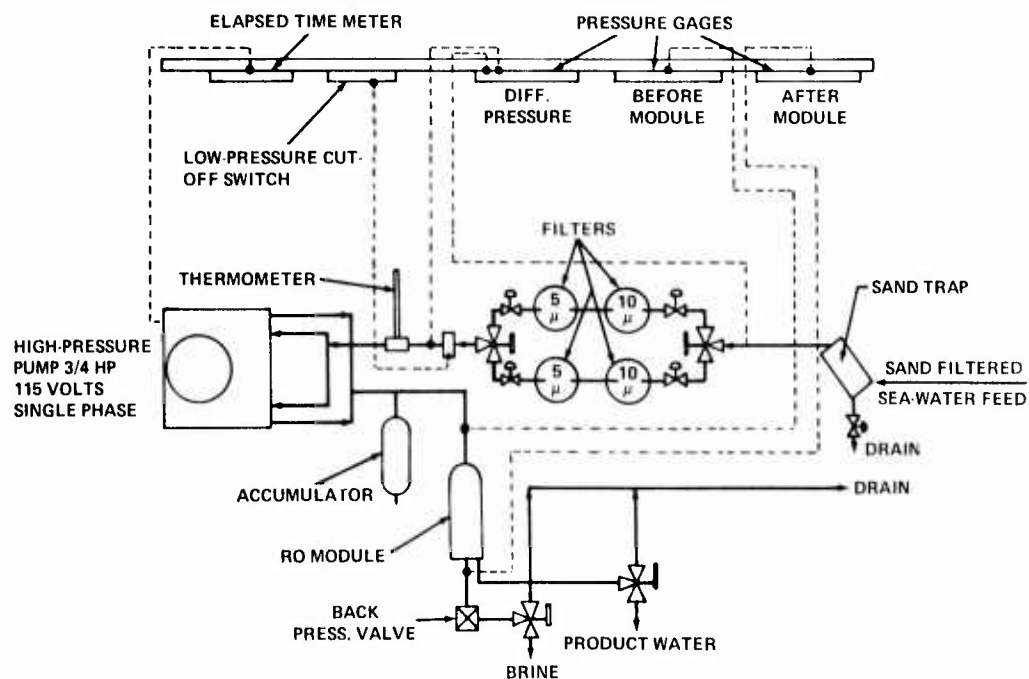 ELAPSED TIME METER
PRESSURE GAGES
DIFF.
PRESSURE
BEFORE
MODULE
AFTER
MODULE
LOW-PRESSURE CUT-
OFF SWITCH
FILTERS
THERMOMETER
SAND TRAP
5
μ
10
μ
HIGH-PRESSURE
PUMP 3/4 HP
115 VOLTS
SINGLE PHASE
5
μ
10
μ
SAND FILTERED
SEA-WATER FEED
DRAIN
ACCUMULATOR
DRAIN
RO MODULE
BACK
PRESS. VALVE
PRODUCT WATER
BRINE